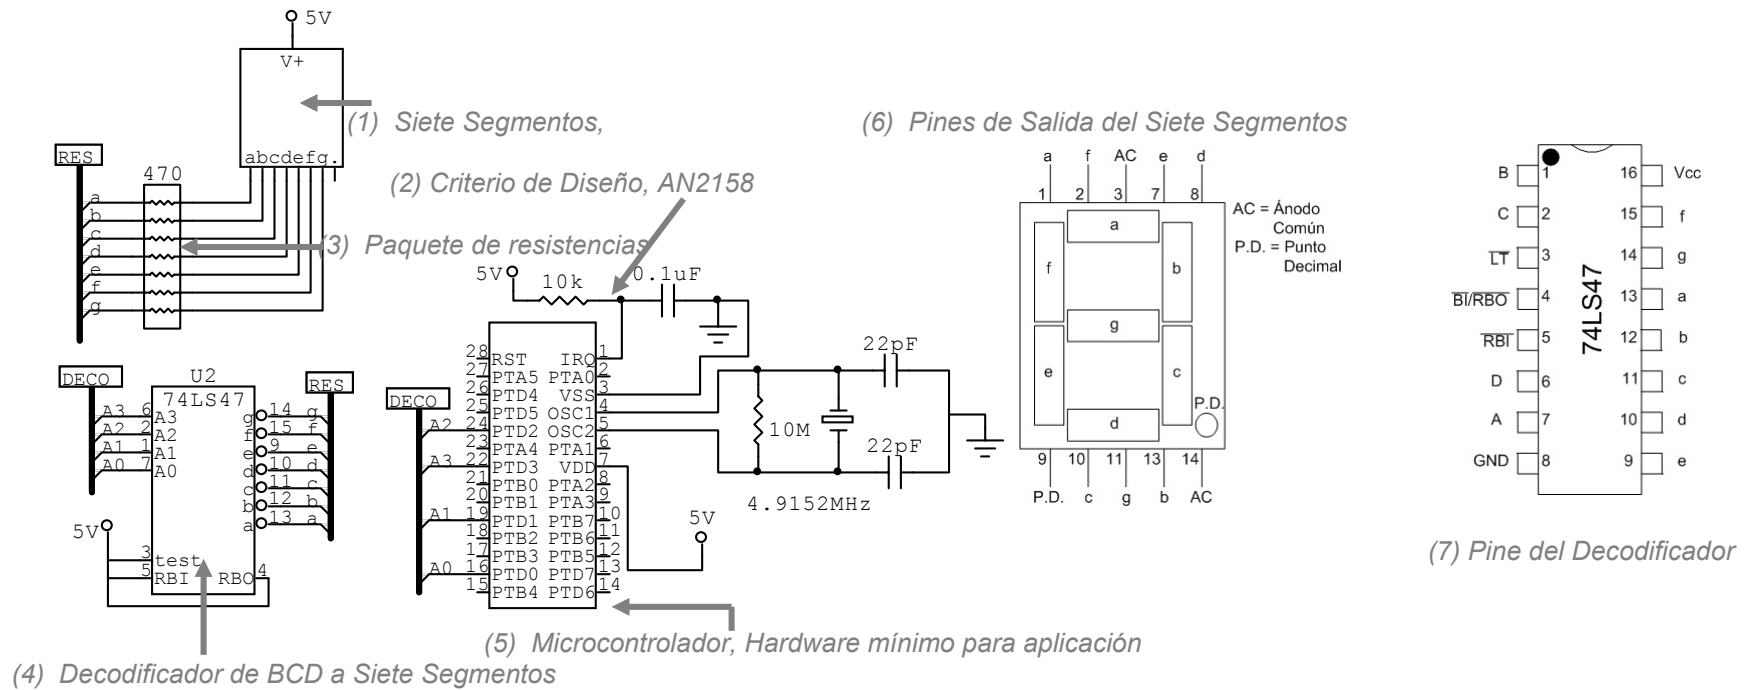 5V
V+
(1) Siete Segmentos,
abcdefg.
RES
470
a
b
c
d
e
f
g
(2) Criterio de Diseño, AN2158
(3) Paquete de resistencias
5V
10k
0.1uF
DECO
U2
74LS47
RES
A3 6 A3
A2 2 A2
A1 1 A1
A0 7 A0
g 14 g
f 15 f
e 9 e
d 10 d
c 11 c
b 12 b
a 13 a
5V
3 test
5 RBI
RBO 4
(4) Decodificador de BCD a Siete Segmentos
DECO
A2
A3
A1
A0
28 RST IRQ 1
27 PTA5 PTA0 2
26 PTD4 VSS 3
25 PTD5 OSC1 4
24 PTD2 OSC2 5
23 PTA4 PTA1 6
22 PTD3 VDD 7
21 PTB0 PTA2 8
20 PTB1 PTA3 9
19 PTD1 PTB7 10
18 PTB2 PTB6 11
17 PTB3 PTB5 12
16 PTD0 PTD7 13
15 PTB4 PTD6 14
22pF
10M
22pF
4.9152MHz
5V
(5) Microcontrolador, Hardware mínimo para aplicación
(6) Pines de Salida del Siete Segmentos
a f AC e d
1 2 3 7 8
a
f
b
g
e
c
P.D.
d
9 10 11 13 14
P.D. c g b AC
AC = Ánodo
Común
P.D. = Punto
Decimal
74LS47
B 1 16 Vcc
C 2 15 f
LT 3 14 g
BI/RBO 4 13 a
RBI 5 12 b
D 6 11 c
A 7 10 d
GND 8 9 e
(7) Pine del Decodificador